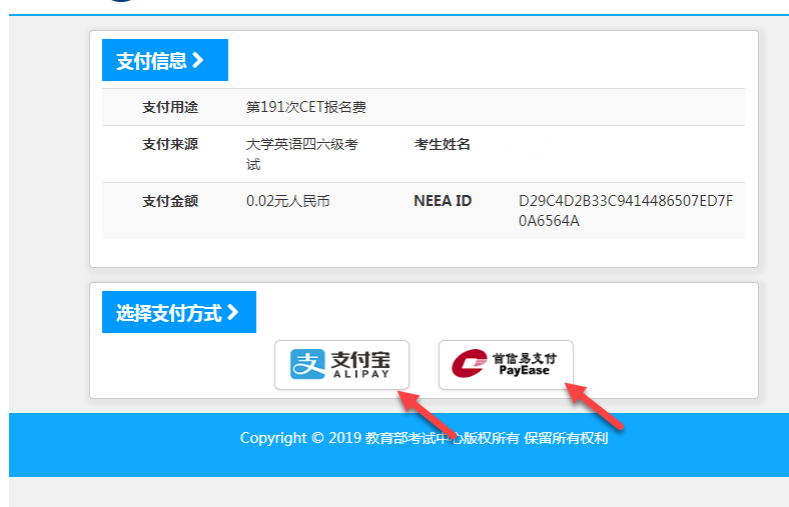 支付信息
支付用途 第191次CET报名费
支付来源 大学英语四六级考试 考生姓名
支付金额 0.02元人民币 NEEA ID D29C4D2B33C9414486507ED7F
0A6564A
选择支付方式
支 支付宝
ALIPAY
首信易支付
PayEase
Copyright © 2019 教育部考试中心版权所有 保留所有权利